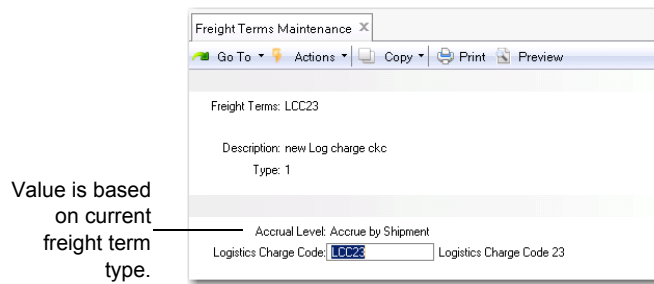 Freight Terms Maintenance X
Go To Actions Copy Print Preview
Freight Terms: LCC23
Description: new Log charge ckc
Type: 1
Value is based
on current
freight term
type.
Accrual Level: Accrue by Shipment
Logistics Charge Code: LCC23 Logistics Charge Code 23